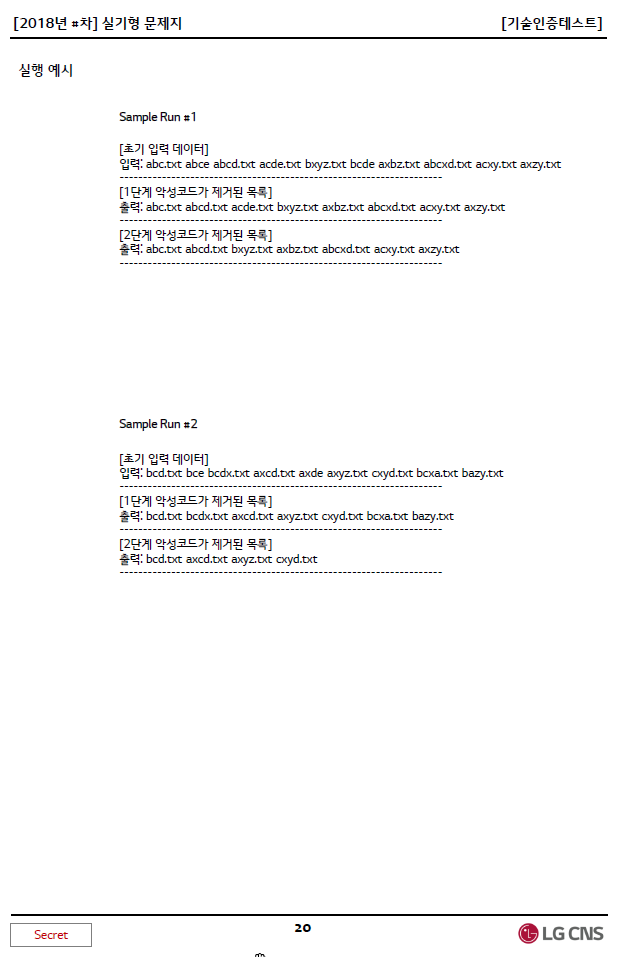 [2018년 #차] 실기형 문제지 [기술인증테스트]
실행 예시
Sample Run #1
[초기 입력 데이터]
입력: abc.txt abce abcd.txt acde.txt bxyz.txt bcde axbz.txt abcxd.txt acxy.txt axzy.txt
----------------------------------------------------------------------
[1단계 악성코드가 제거된 목록]
출력: abc.txt abcd.txt acde.txt bxyz.txt axbz.txt abcxd.txt acxy.txt axzy.txt
----------------------------------------------------------------------
[2단계 악성코드가 제거된 목록]
출력: abc.txt abcd.txt bxyz.txt axbz.txt abcxd.txt acxy.txt axzy.txt
----------------------------------------------------------------------
Sample Run #2
[초기 입력 데이터]
입력: bcd.txt bce bcdx.txt axcd.txt axde axyz.txt cxyd.txt bcxa.txt bazy.txt
----------------------------------------------------------------------
[1단계 악성코드가 제거된 목록]
출력: bcd.txt bcdx.txt axcd.txt axyz.txt cxyd.txt bcxa.txt bazy.txt
----------------------------------------------------------------------
[2단계 악성코드가 제거된 목록]
출력: bcd.txt axcd.txt axyz.txt cxyd.txt
----------------------------------------------------------------------
Secret 20 LG CNS